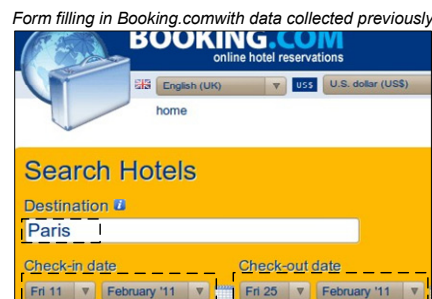 Form filling in Booking.comwith data collected previously
BOOKING.COM
online hotel reservations
English (UK) US$ U.S. dollar (US$)
home
Search Hotels
Destination i
Paris
Check-in date Check-out date
Fri 11 February '11 Fri 25 February '11